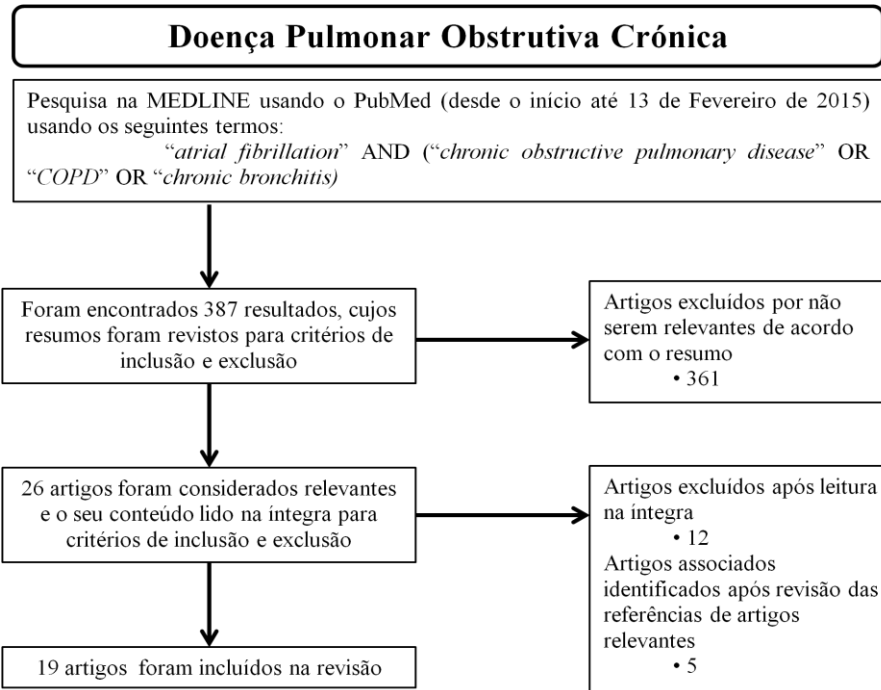 Doença Pulmonar Obstrutiva Crónica
Pesquisa na MEDLINE usando o PubMed (desde o início até 13 de Fevereiro de 2015)
usando os seguintes termos:
“atrial fibrillation” AND (“chronic obstructive pulmonary disease” OR
“COPD” OR “chronic bronchitis)
Foram encontrados 387 resultados, cujos
resumos foram revistos para critérios de
inclusão e exclusão
Artigos excluídos por não
serem relevantes de acordo
com o resumo
• 361
26 artigos foram considerados relevantes
e o seu conteúdo lido na íntegra para
critérios de inclusão e exclusão
Artigos excluídos após leitura
na íntegra
• 12
Artigos associados
identificados após revisão das
referências de artigos
relevantes
• 5
19 artigos foram incluídos na revisão